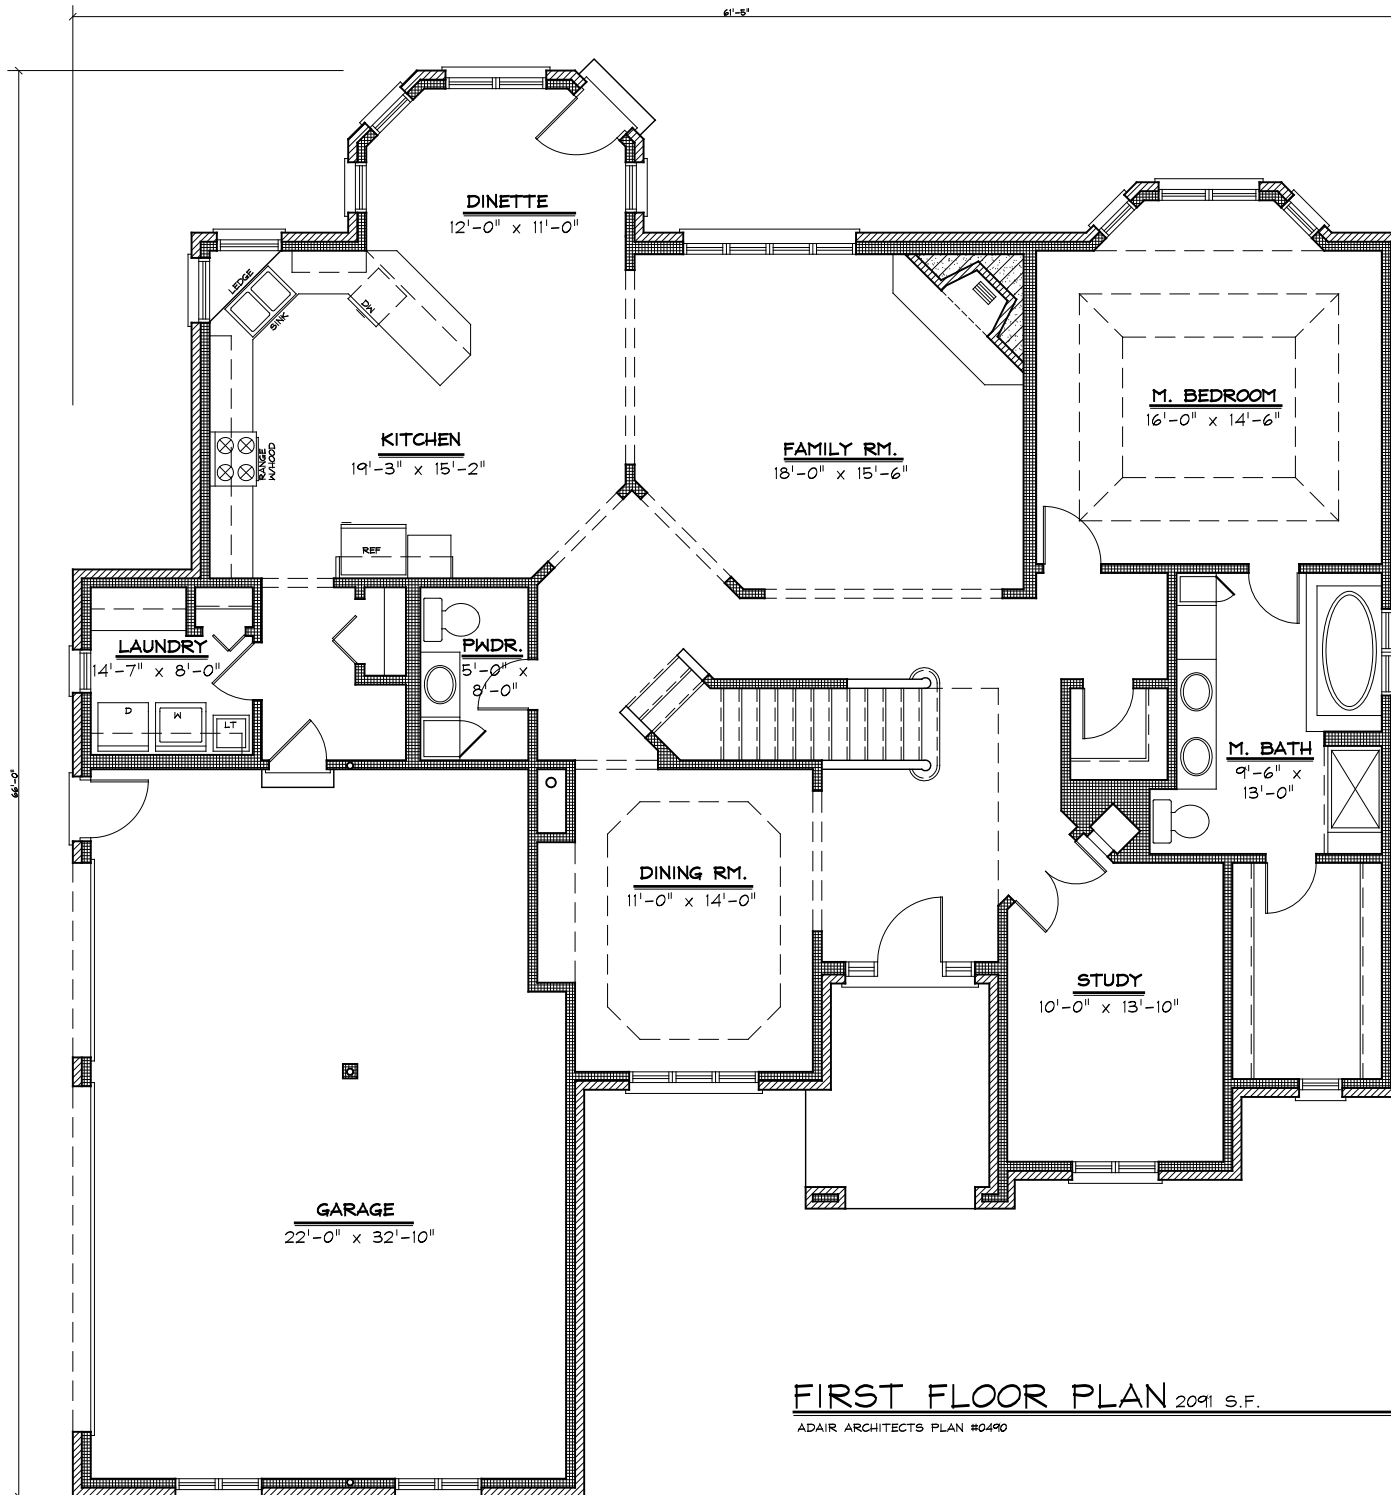 61'-5"
DINETTE
12'-0" x 11'-0"
LEDGE
SINK
DW
M. BEDROOM
16'-0" x 14'-6"
KITCHEN
19'-3" x 15'-2"
RANGE
W/HOOD
FAMILY RM.
18'-0" x 15'-6"
REF
LAUNDRY
14'-7" x 8'-0"
PWDR.
5'-0" x
8'-0"
D
W
LT
M. BATH
9'-6" x
13'-0"
66'-0"
DINING RM.
11'-0" x 14'-0"
STUDY
10'-0" x 13'-10"
GARAGE
22'-0" x 32'-10"
FIRST FLOOR PLAN 2091 S.F.
ADAIR ARCHITECTS PLAN #0490